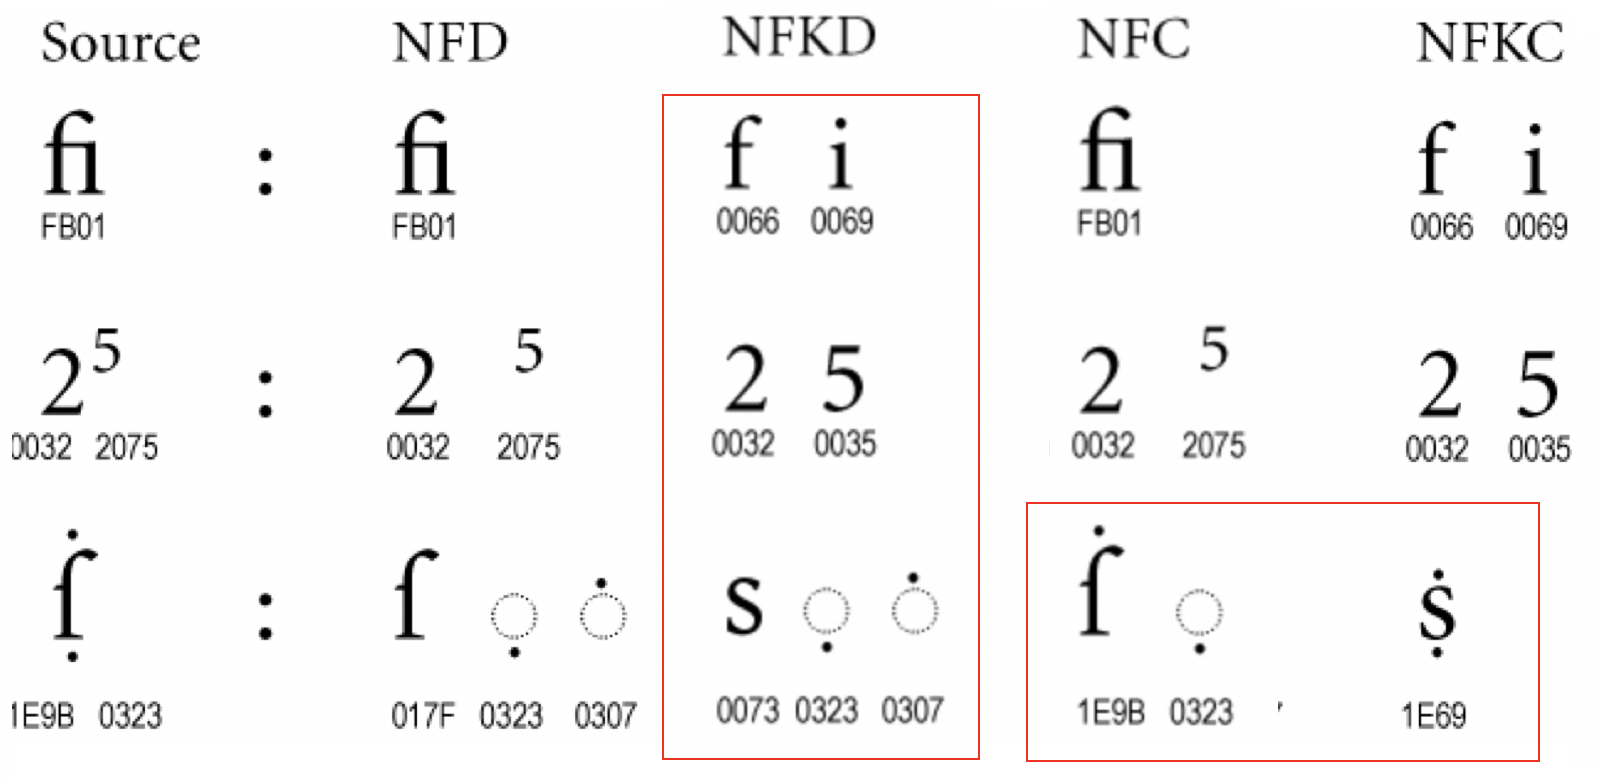 Source NFD NFKD NFC NFKC
ﬁ : ﬁ f i ﬁ f i
FB01 FB01 0066 0069 FB01 0066 0069
2⁵ : 2 ⁵ 2 5 2 ⁵ 2 5
0032 2075 0032 2075 0032 0035 0032 2075 0032 0035
ẛ̣ : ſ ◌̣ ◌̇ s ◌̣ ◌̇ ẛ ◌̣ ṩ
1E9B 0323 017F 0323 0307 0073 0323 0307 1E9B 0323 1E69